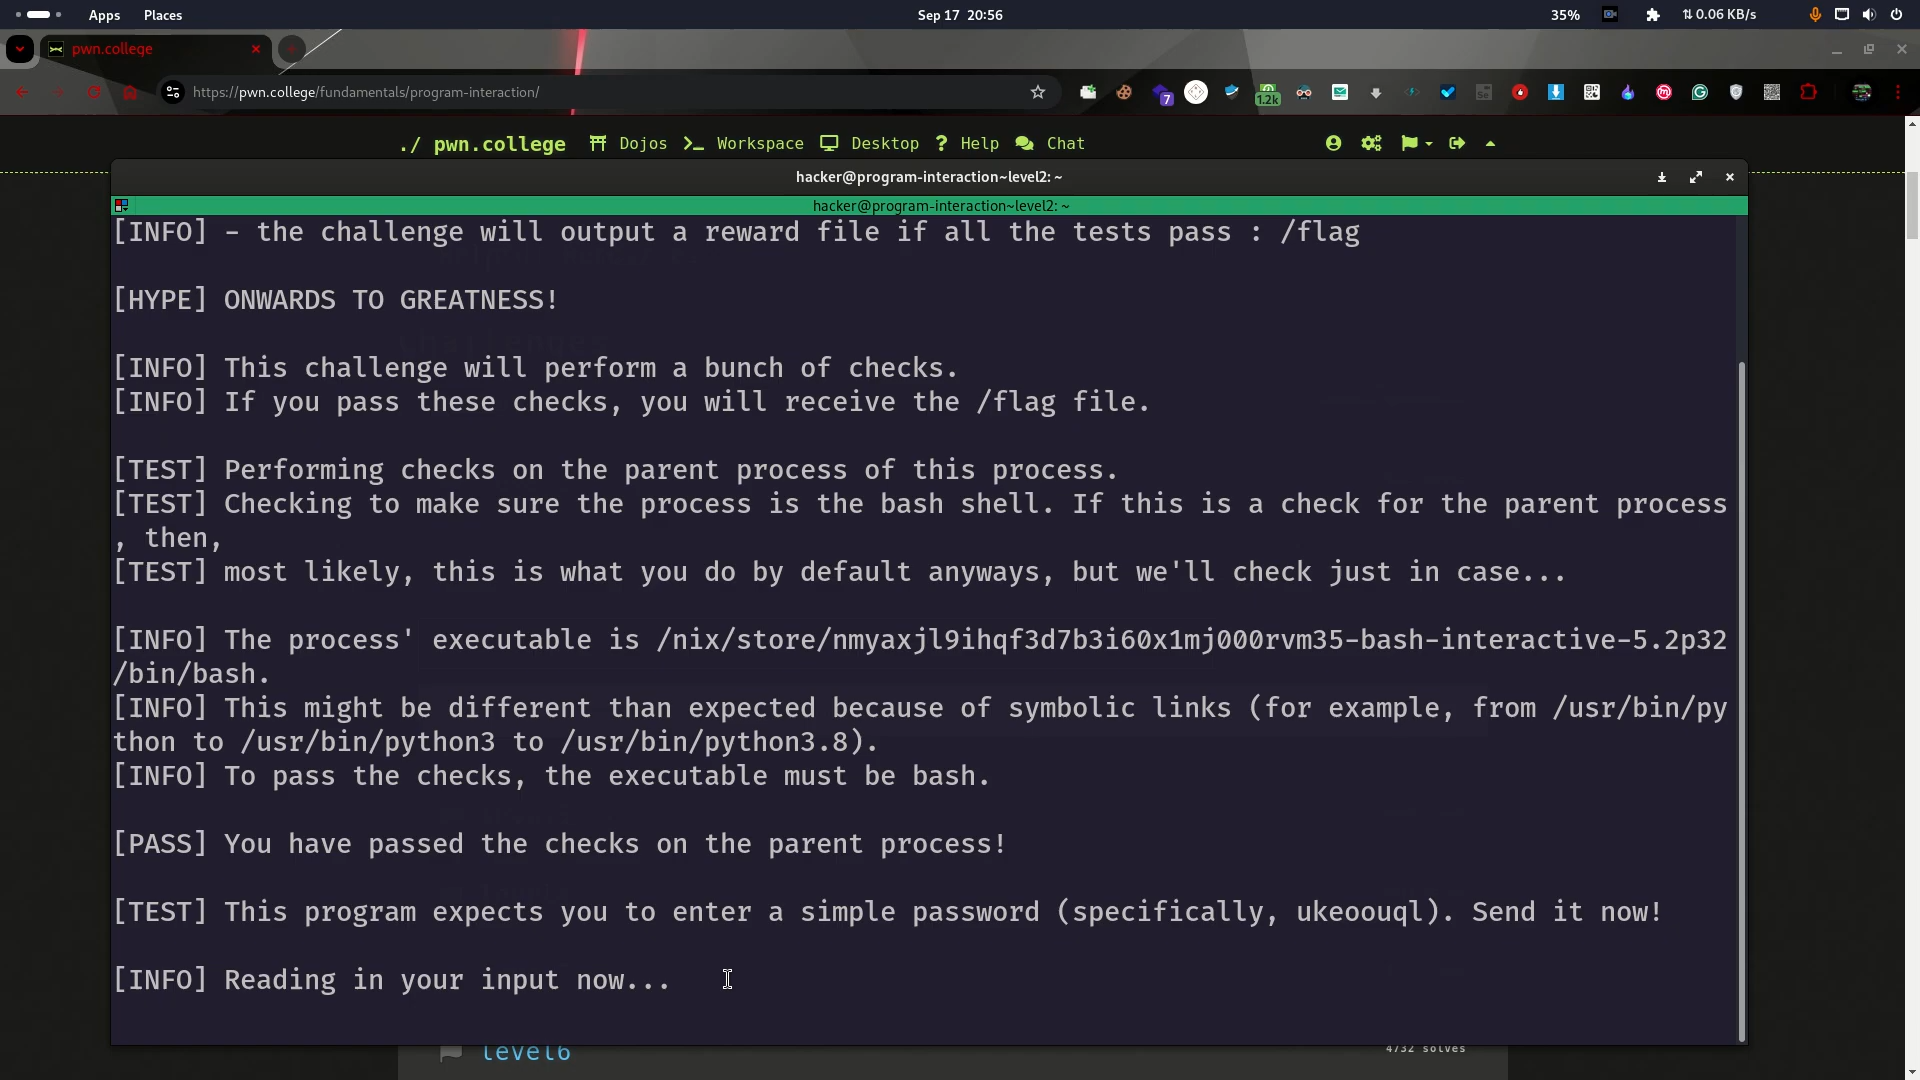 Apps Places Sep 17 20:56 35% ⇅ 0.06 KB/s
pwn.college
https://pwn.college/fundamentals/program-interaction/ 7 1.2k
./ pwn.college Dojos Workspace Desktop ? Help Chat
hacker@program-interaction~level2: ~
hacker@program-interaction~level2: ~
[INFO] - the challenge will output a reward file if all the tests pass : /flag
[HYPE] ONWARDS TO GREATNESS!
[INFO] This challenge will perform a bunch of checks.
[INFO] If you pass these checks, you will receive the /flag file.
[TEST] Performing checks on the parent process of this process.
[TEST] Checking to make sure the process is the bash shell. If this is a check for the parent process
, then,
[TEST] most likely, this is what you do by default anyways, but we'll check just in case...
[INFO] The process' executable is /nix/store/nmyaxjl9ihqf3d7b3i60x1mj000rvm35-bash-interactive-5.2p32
/bin/bash.
[INFO] This might be different than expected because of symbolic links (for example, from /usr/bin/py
thon to /usr/bin/python3 to /usr/bin/python3.8).
[INFO] To pass the checks, the executable must be bash.
[PASS] You have passed the checks on the parent process!
[TEST] This program expects you to enter a simple password (specifically, ukeoouql). Send it now!
[INFO] Reading in your input now...
level6 4732 solves